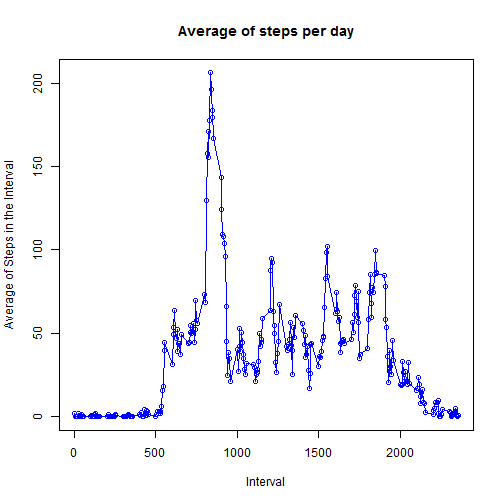 Average of steps per day
Average of Steps in the Interval
200
150
100
50
0
0 500 1000 1500 2000
Interval